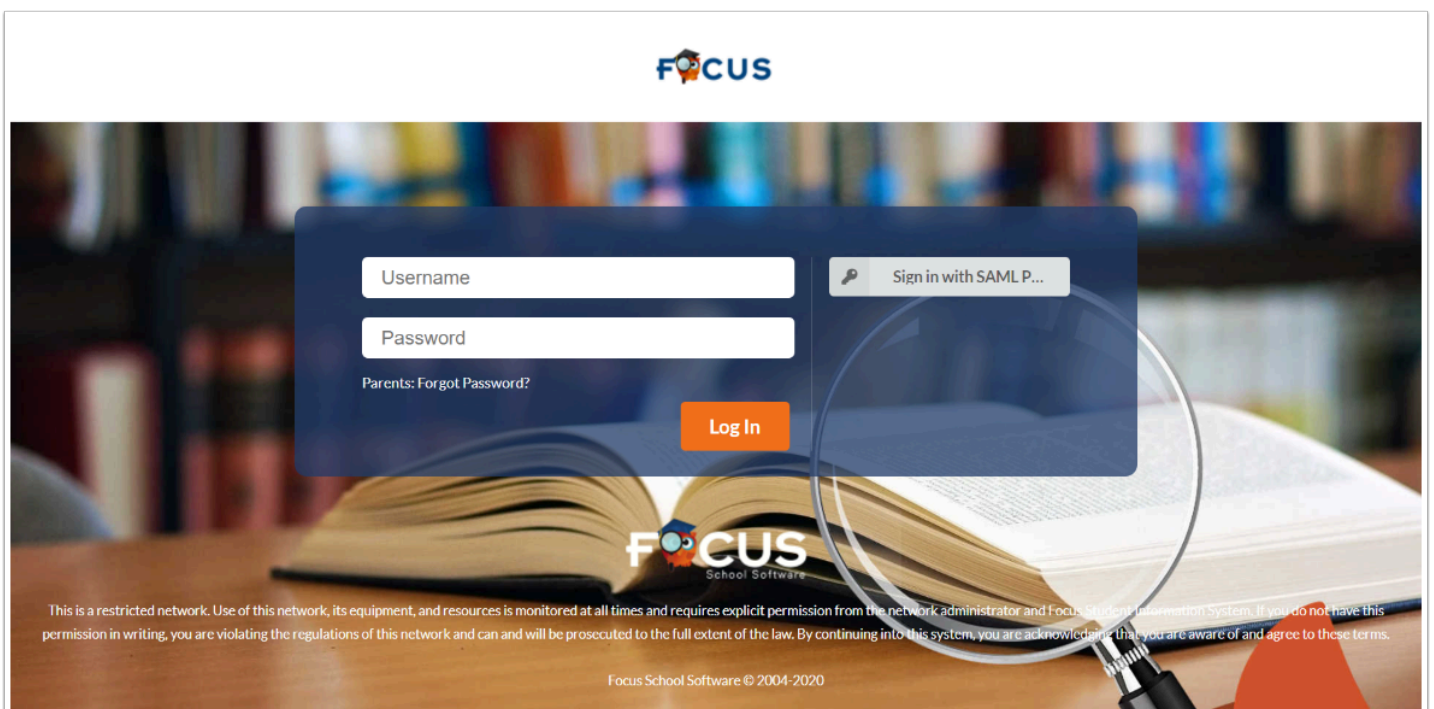 FOCUS
Username
Sign in with SAML P...
Password
Parents: Forgot Password?
Log In
FOCUS
School Software
This is a restricted network. Use of this network, its equipment, and resources is monitored at all times and requires explicit permission from the network administrator and Focus Student Information System. If you do not have this
permission in writing, you are violating the regulations of this network and can and will be prosecuted to the full extent of the law. By continuing into this system, you are acknowledging that you are aware of and agree to these terms.
Focus School Software © 2004-2020